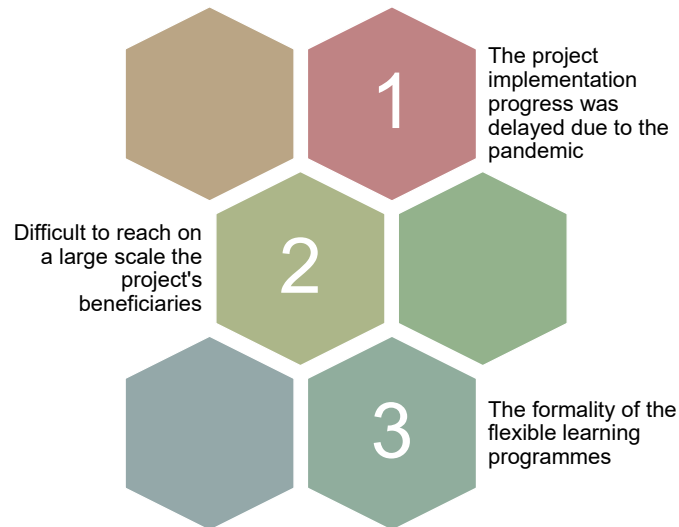 1
The project
implementation
progress was
delayed due to the
pandemic
Difficult to reach on
a large scale the
project's
beneficiaries
2
3
The formality of the
flexible learning
programmes